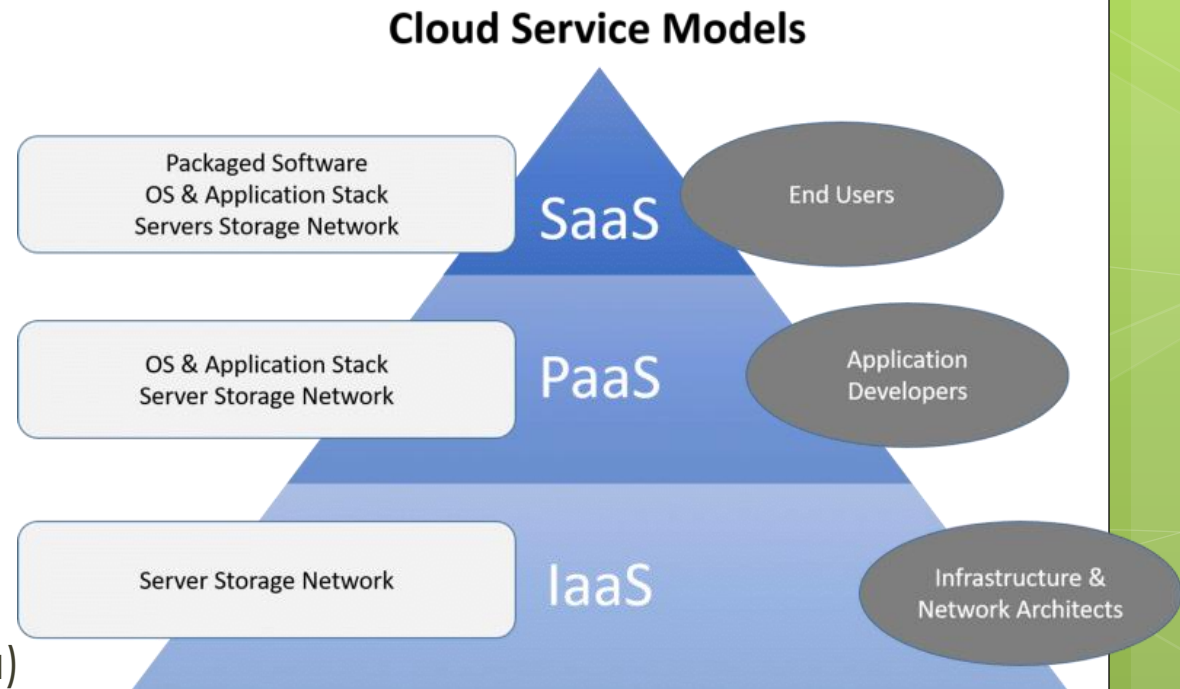 Cloud Service Models
Packaged Software
OS & Application Stack
Servers Storage Network
SaaS
End Users
OS & Application Stack
Server Storage Network
PaaS
Application
Developers
Server Storage Network
IaaS
Infrastructure &
Network Architects